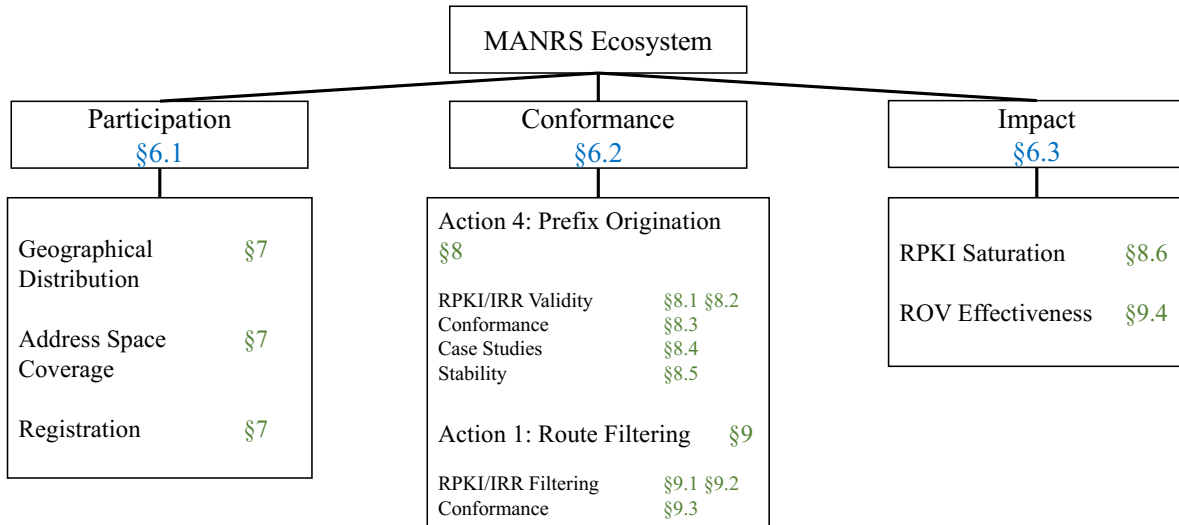 MANRS Ecosystem
Participation
§6.1
Conformance
§6.2
Impact
§6.3
Geographical §7
Distribution
Address Space §7
Coverage
Registration §7
Action 4: Prefix Origination
§8
RPKI/IRR Validity §8.1 §8.2
Conformance §8.3
Case Studies §8.4
Stability §8.5
Action 1: Route Filtering §9
RPKI/IRR Filtering §9.1 §9.2
Conformance §9.3
RPKI Saturation §8.6
ROV Effectiveness §9.4